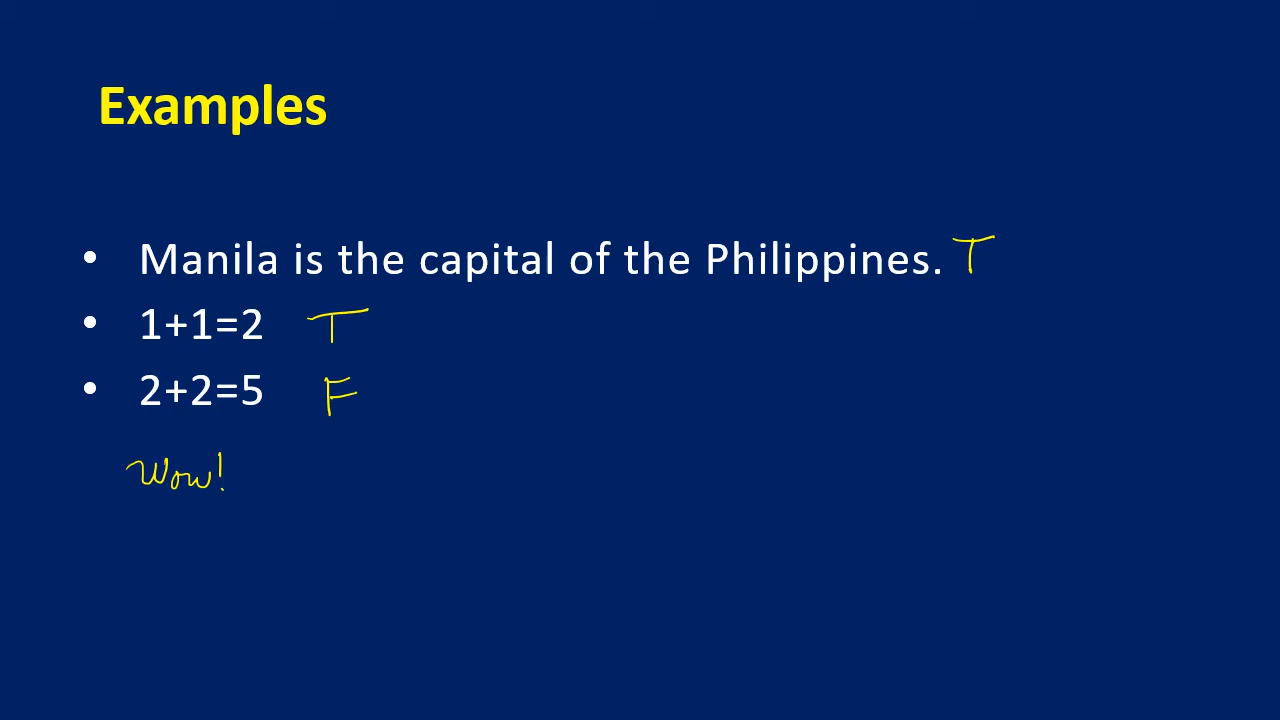 Examples
• Manila is the capital of the Philippines. T
• 1+1=2 T
• 2+2=5 F
Wow!